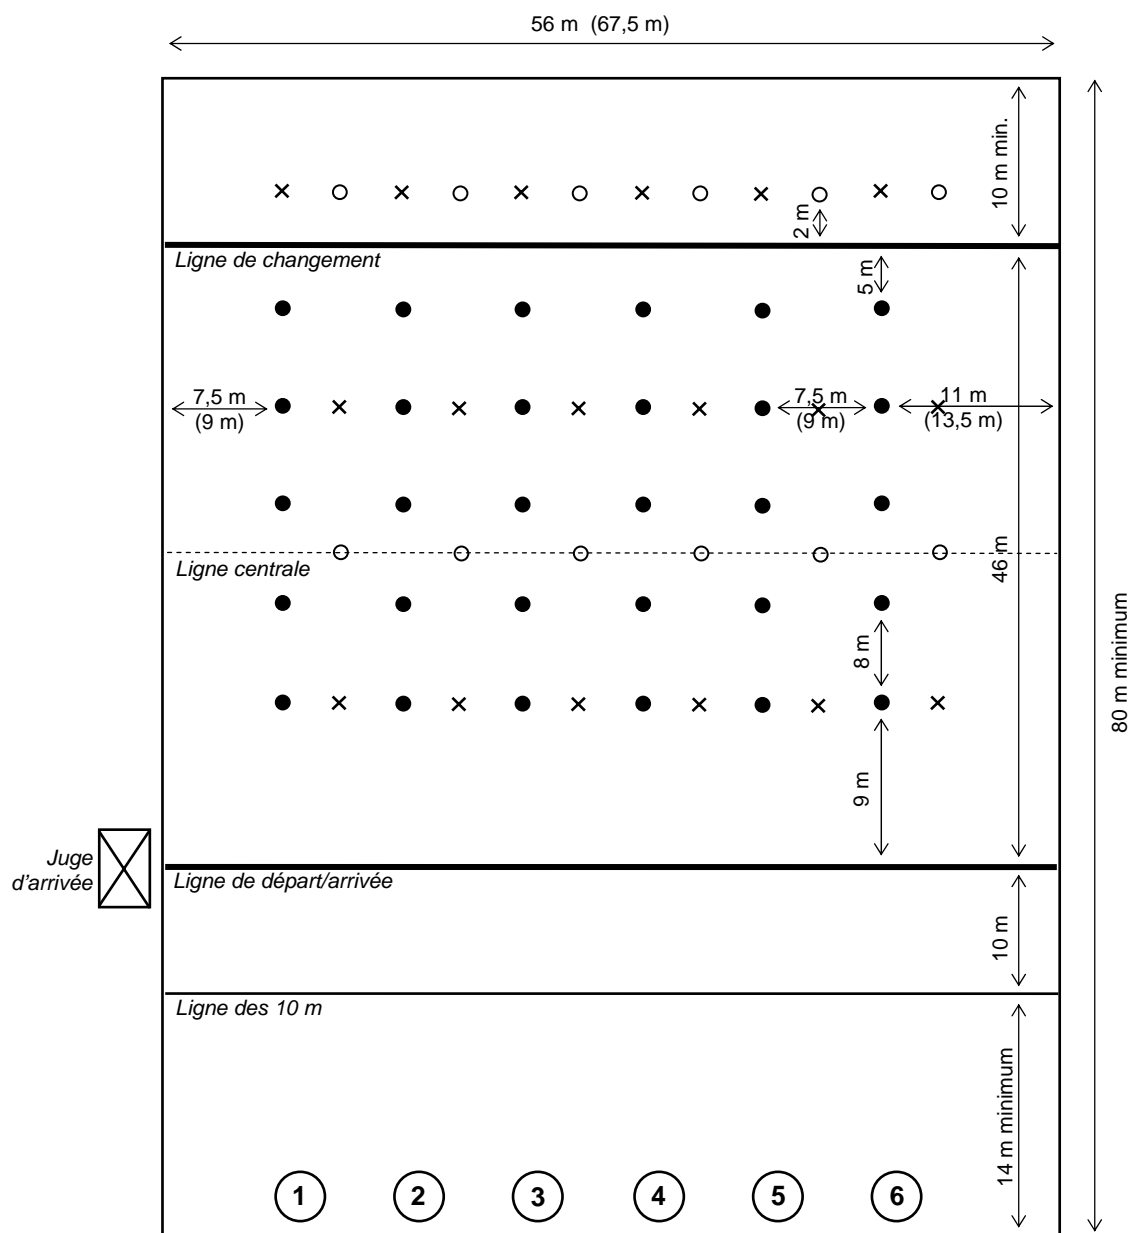 56 m (67,5 m)
10 m min.
2 m
Ligne de changement
5 m
7,5 m
(9 m)
7,5 m
(9 m)
11 m
(13,5 m)
46 m
Ligne centrale
8 m
80 m minimum
9 m
Juge
d'arrivée
Ligne de départ/arrivée
10 m
Ligne des 10 m
14 m minimum
1 2 3 4 5 6